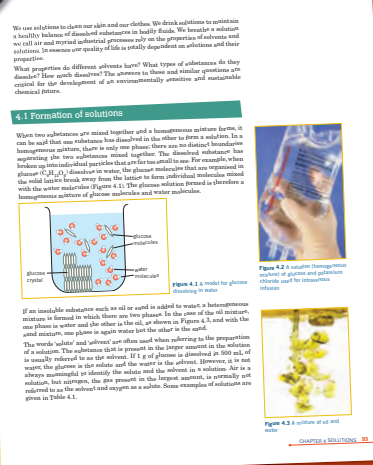 We use solutions to clean our skin and our clothes. We drink solutions to maintain
a healthy balance of dissolved substances in bodily fluids. We breathe a solution
we call air and myriad industrial processes rely on the properties of solvents and
solutions. In essence our quality of life is totally dependent on solutions and their
properties.
What properties do different solvents have? What types of substances do they
dissolve? How much dissolves? The answers to these and similar questions are
critical for the development of an environmentally sensitive and sustainable
chemical future.
4.1 Formation of solutions
When two substances are mixed together and a homogeneous mixture forms, it
can be said that one substance has dissolved in the other to form a solution. In a
homogeneous mixture, there is only one phase; there are no distinct boundaries
separating the two substances mixed together. The dissolved substance has
broken up into individual particles that are far too small to see. For example, when
glucose (C₆H₁₂O₆) dissolves in water, the glucose molecules that are organised in
the solid lattice break away from the lattice to form individual molecules mixed
with the water molecules (Figure 4.1). The glucose solution formed is therefore a
homogeneous mixture of glucose molecules and water molecules.
glucose
molecules
glucose
crystal
water
molecules
Figure 4.1 A model for glucose
dissolving in water
Figure 4.2 A solution (homogeneous
mixture) of glucose and potassium
chloride used for intravenous
infusion
If an insoluble substance such as oil or sand is added to water, a heterogeneous
mixture is formed in which there are two phases. In the case of the oil mixture,
one phase is water and the other is the oil, as shown in Figure 4.3, and with the
sand mixture, one phase is again water but the other is the sand.
The words 'solute' and 'solvent' are often used when referring to the preparation
of a solution. The substance that is present in the larger amount in the solution
is usually referred to as the solvent. If 1 g of glucose is dissolved in 500 mL of
water, the glucose is the solute and the water is the solvent. However, it is not
always meaningful to identify the solute and the solvent in a solution. Air is a
solution, but nitrogen, the gas present in the largest amount, is normally not
referred to as the solvent and oxygen as a solute. Some examples of solutions are
given in Table 4.1.
Figure 4.3 A mixture of oil and
water
CHAPTER 4 SOLUTIONS 93